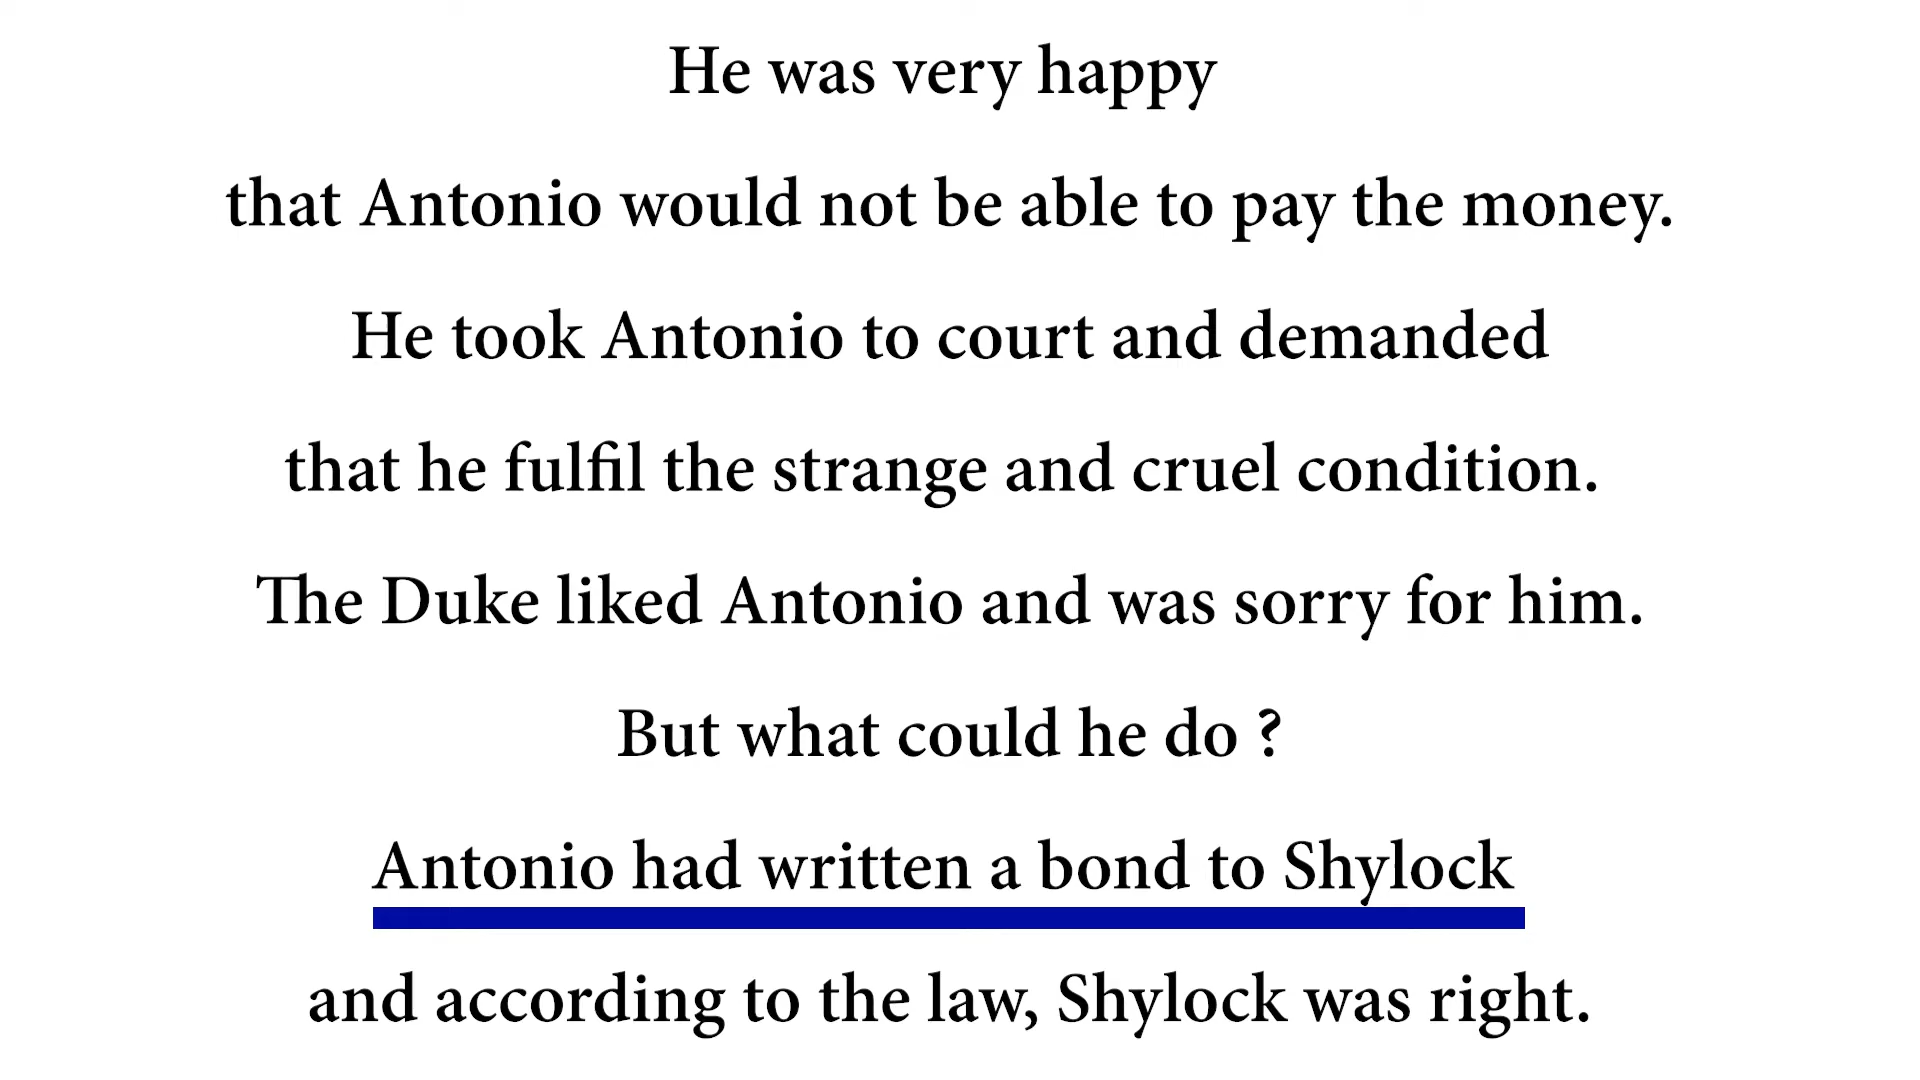 He was very happy
that Antonio would not be able to pay the money.
He took Antonio to court and demanded
that he fulfil the strange and cruel condition.
The Duke liked Antonio and was sorry for him.
But what could he do ?
Antonio had written a bond to Shylock
and according to the law, Shylock was right.